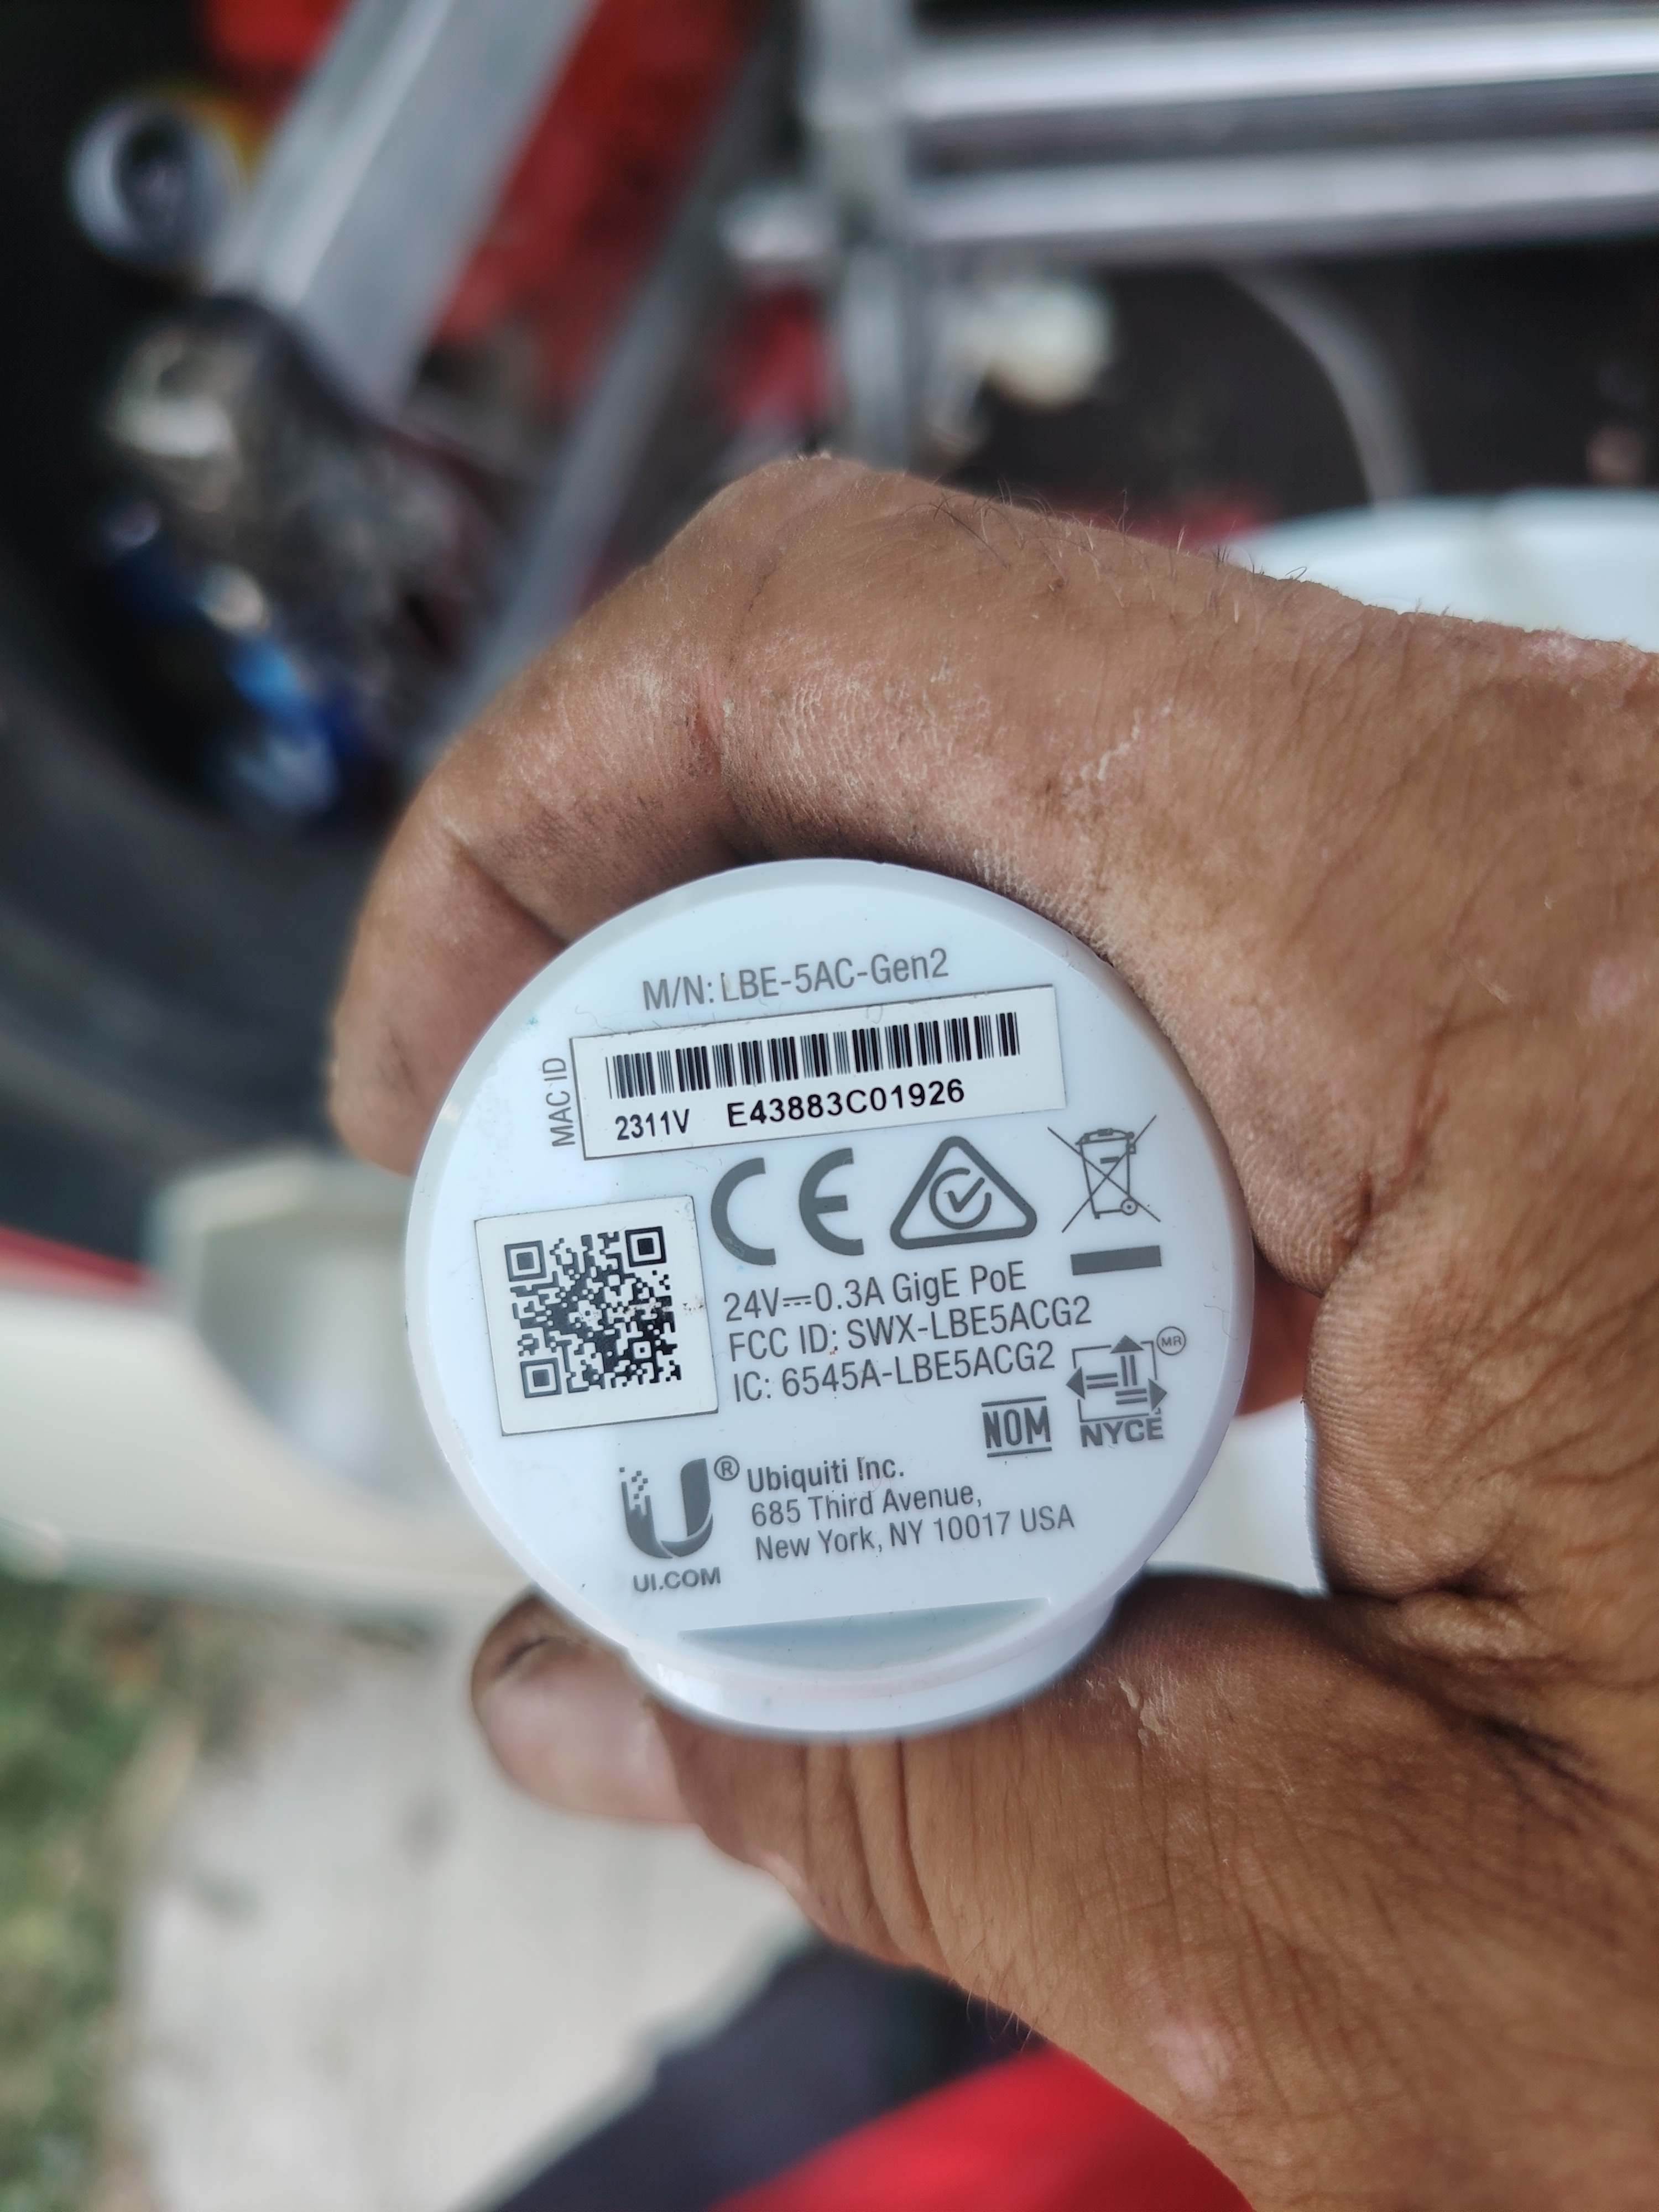 M/N: LBE-5AC-Gen2
MAC ID
2311V E43883C01926
CE
24V⎓0.3A GigE PoE
FCC ID: SWX-LBE5ACG2
IC: 6545A-LBE5ACG2
MR
NOM
NYCE
U®
Ubiquiti Inc.
685 Third Avenue,
New York, NY 10017 USA
UI.COM